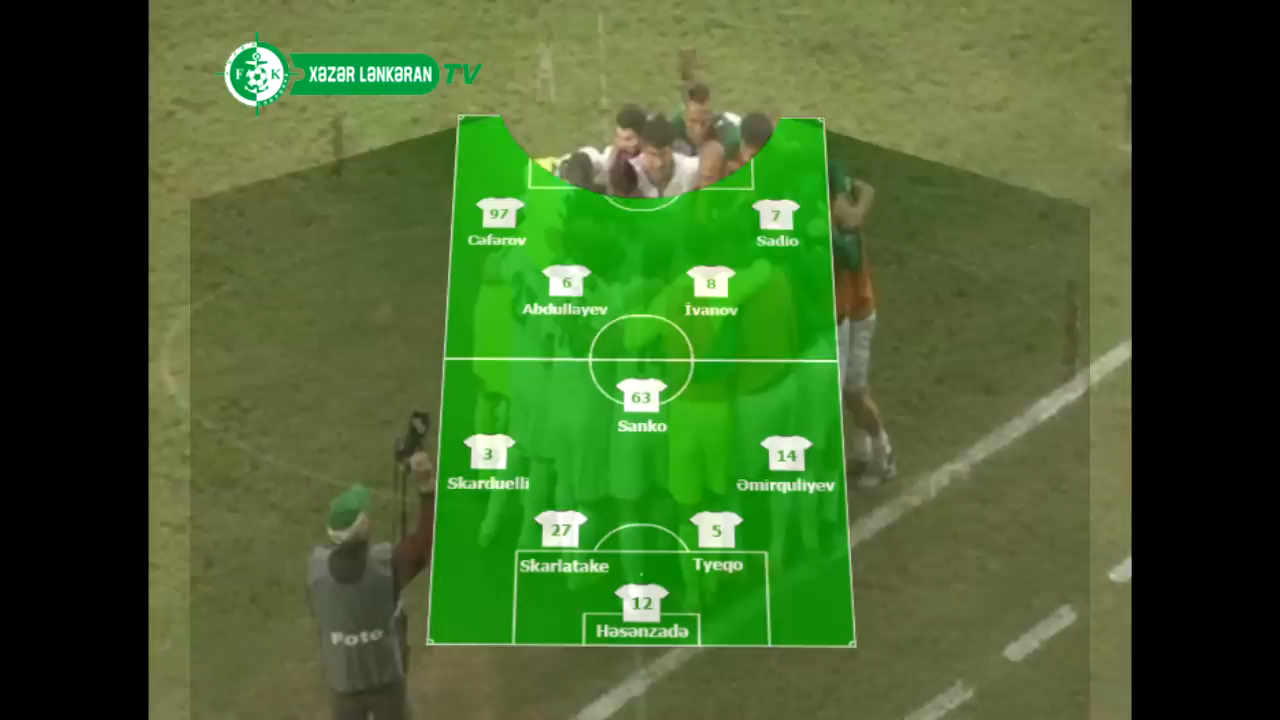 F K
XƏZƏR LƏNKƏRAN TV
97
Cafarov
7
Sadio
6
Abdullayev
8
İvanov
63
Sanko
3
Skarduelli
14
Əmirquliyev
27
Skarlatake
5
Tyeqo
12
Həsənzadə
Foto